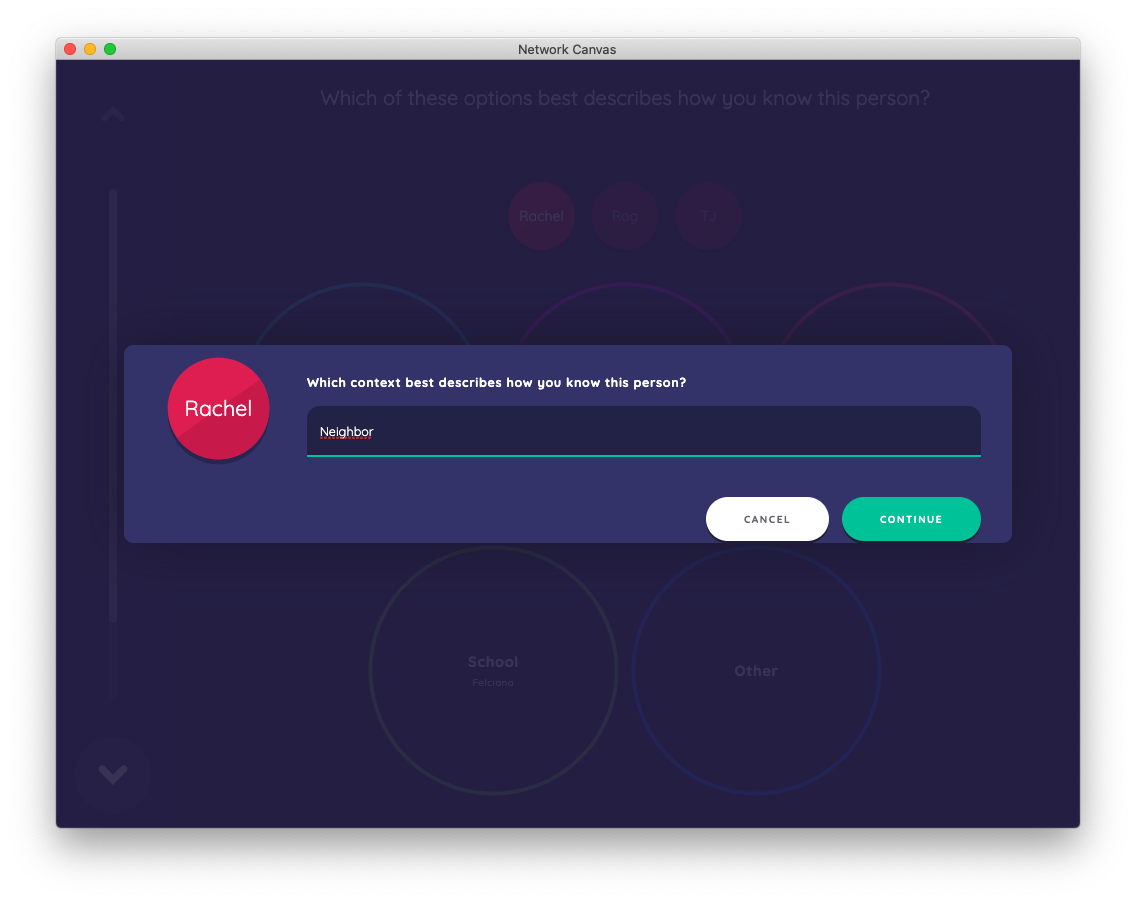 Network Canvas
Which of these options best describes how you know this person?
Rachel Rog TJ
Which context best describes how you know this person?
Rachel
Neighbor
CANCEL CONTINUE
School
Felciana
Other